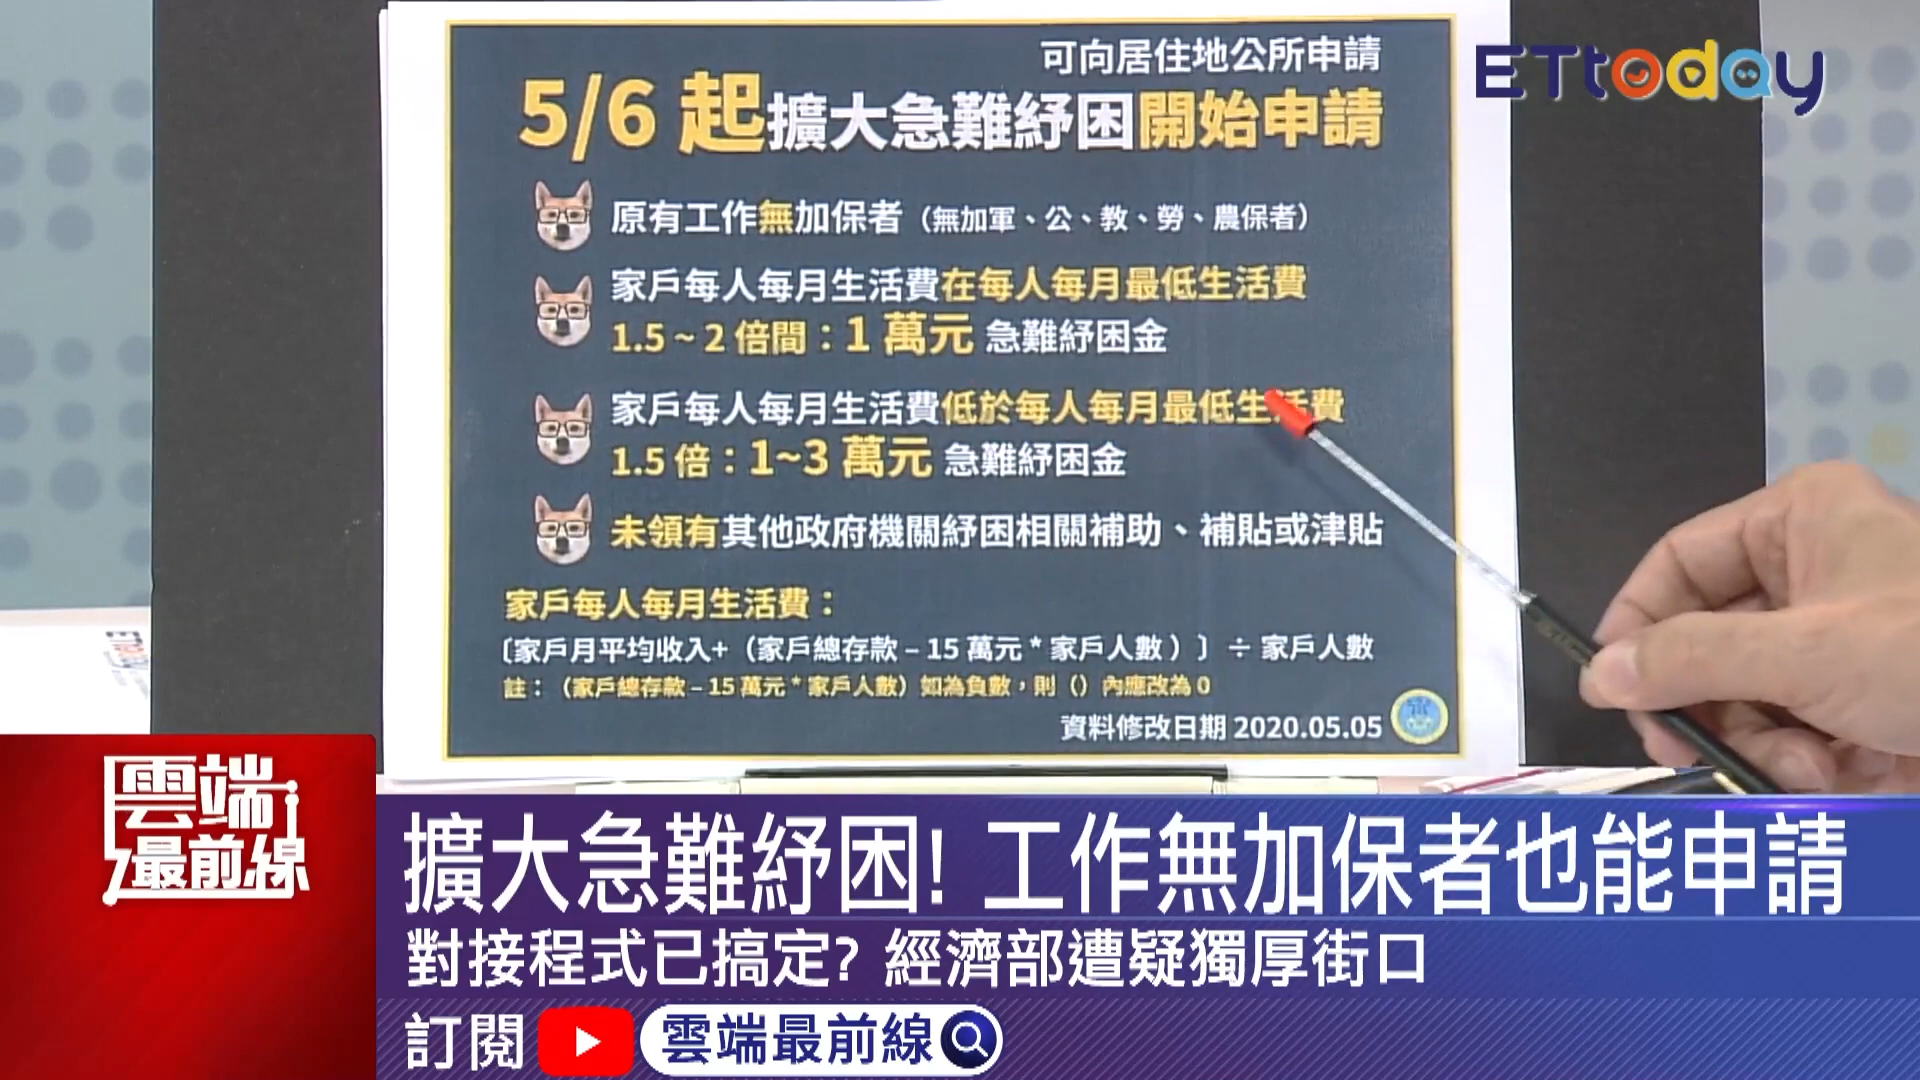 可向居住地公所申請
ETtoday
5/6 起擴大急難紓困開始申請
原有工作無加保者（無加軍、公、教、勞、農保者）
家戶每人每月生活費在每人每月最低生活費
1.5 ~ 2 倍間：1 萬元 急難紓困金
家戶每人每月生活費低於每人每月最低生活費
1.5 倍：1~3 萬元 急難紓困金
未領有其他政府機關紓困相關補助、補貼或津貼
家戶每人每月生活費：
〔家戶月平均收入+（家戶總存款 – 15 萬元 * 家戶人數）〕÷ 家戶人數
註：（家戶總存款 – 15 萬元 * 家戶人數）如為負數，則（）內應改為 0
資料修改日期 2020.05.05
雲端
最前線
擴大急難紓困! 工作無加保者也能申請
對接程式已搞定? 經濟部遭疑獨厚街口
訂閱 雲端最前線